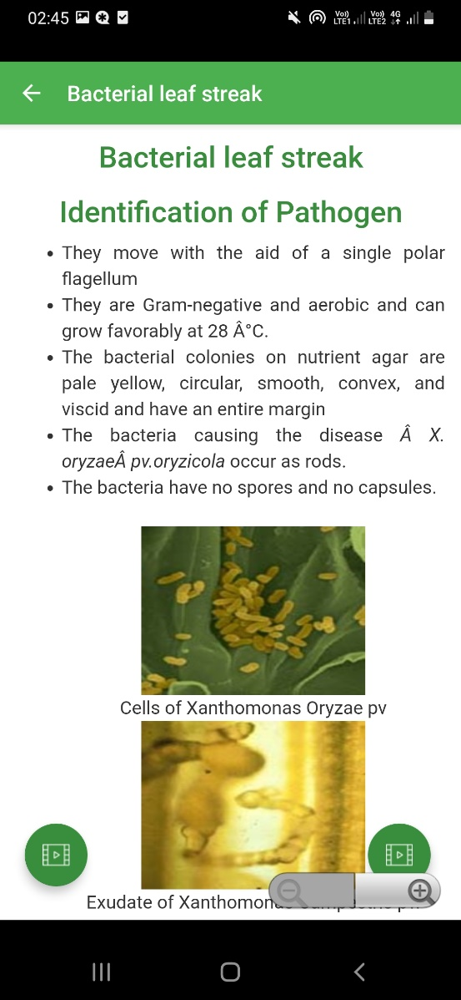 02:45
Vo)) LTE1 Vo)) LTE2 4G
Bacterial leaf streak
Bacterial leaf streak
Identification of Pathogen
• They move with the aid of a single polar
flagellum
• They are Gram-negative and aerobic and can
grow favorably at 28 Â°C.
• The bacterial colonies on nutrient agar are
pale yellow, circular, smooth, convex, and
viscid and have an entire margin
• The bacteria causing the disease Â X.
oryzaeÂ pv.oryzicola occur as rods.
• The bacteria have no spores and no capsules.
Cells of Xanthomonas Oryzae pv
Exudate of